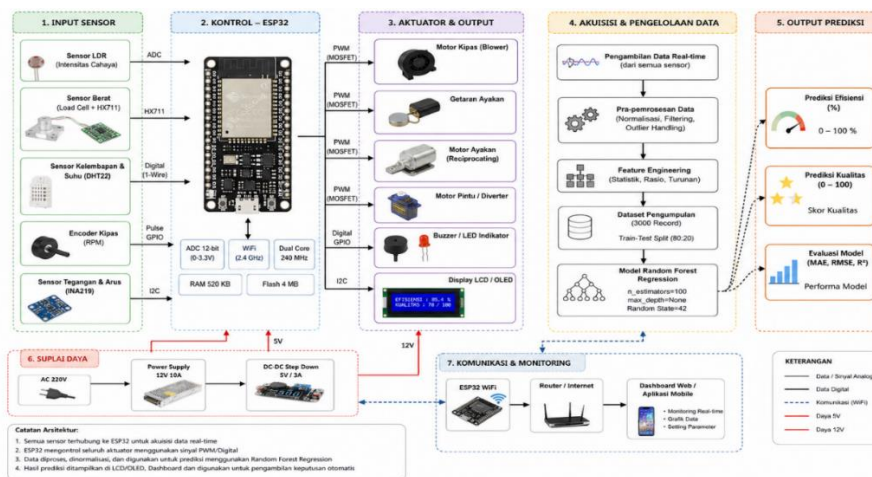 1. INPUT SENSOR
Sensor LDR
(Intensitas Cahaya)
ADC
Sensor Berat
(Load Cell + HX711)
HX711
Sensor Kelembapan &
Suhu (DHT22)
Digital
(1-Wire)
Encoder Kipas
(RPM)
Pulse
GPIO
Sensor Tegangan & Arus
(INA219)
I2C
2. KONTROL – ESP32
ADC 12-bit
(0-3.3V)
WiFi
(2.4 GHz)
Dual Core
240 MHz
RAM 520 KB
Flash 4 MB
3. AKTUATOR & OUTPUT
PWM
(MOSFET)
Motor Kipas (Blower)
PWM
(MOSFET)
Getaran Ayakan
PWM
(MOSFET)
Motor Ayakan
(Reciprocating)
PWM
(MOSFET)
Motor Pintu / Diverter
Digital
GPIO
Buzzer / LED Indikator
I2C
Display LCD / OLED
EFISIENSI : 85,4 %
KUALITAS : 78 / 100
4. AKUISISI & PENGELOLAAN DATA
Pengambilan Data Real-time
(dari semua sensor)
Pra-pemrosesan Data
(Normalisasi, Filtering,
Outlier Handling)
Feature Engineering
(Statistik, Rasio, Turunan)
Dataset Pengumpulan
(3000 Record)
Train-Test Split (80:20)
Model Random Forest
Regression
n_estimators=100
max_depth=None
Random State=42
5. OUTPUT PREDIKSI
Prediksi Efisiensi
(%)
0 – 100 %
Prediksi Kualitas
(0 – 100)
Skor Kualitas
Evaluasi Model
(MAE, RMSE, R²)
Performa Model
6. SUPLAI DAYA
5V
12V
AC 220V
Power Supply
12V 10A
DC-DC Step Down
5V / 3A
7. KOMUNIKASI & MONITORING
ESP32 WiFi
Router / Internet
Dashboard Web /
Aplikasi Mobile
• Monitoring Real-time
• Grafik Data
• Setting Parameter
KETERANGAN
Data / Sinyal Analog
Data Digital
Komunikasi (WiFi)
Daya 5V
Daya 12V
Catatan Arsitektur:
1. Semua sensor terhubung ke ESP32 untuk akuisisi data real-time
2. ESP32 mengontrol seluruh aktuator menggunakan sinyal PWM/Digital
3. Data diproses, dinormalisasi, dan digunakan untuk prediksi menggunakan Random Forest Regression
4. Hasil prediksi ditampilkan di LCD/OLED, Dashboard dan digunakan untuk pengambilan keputusan otomatis